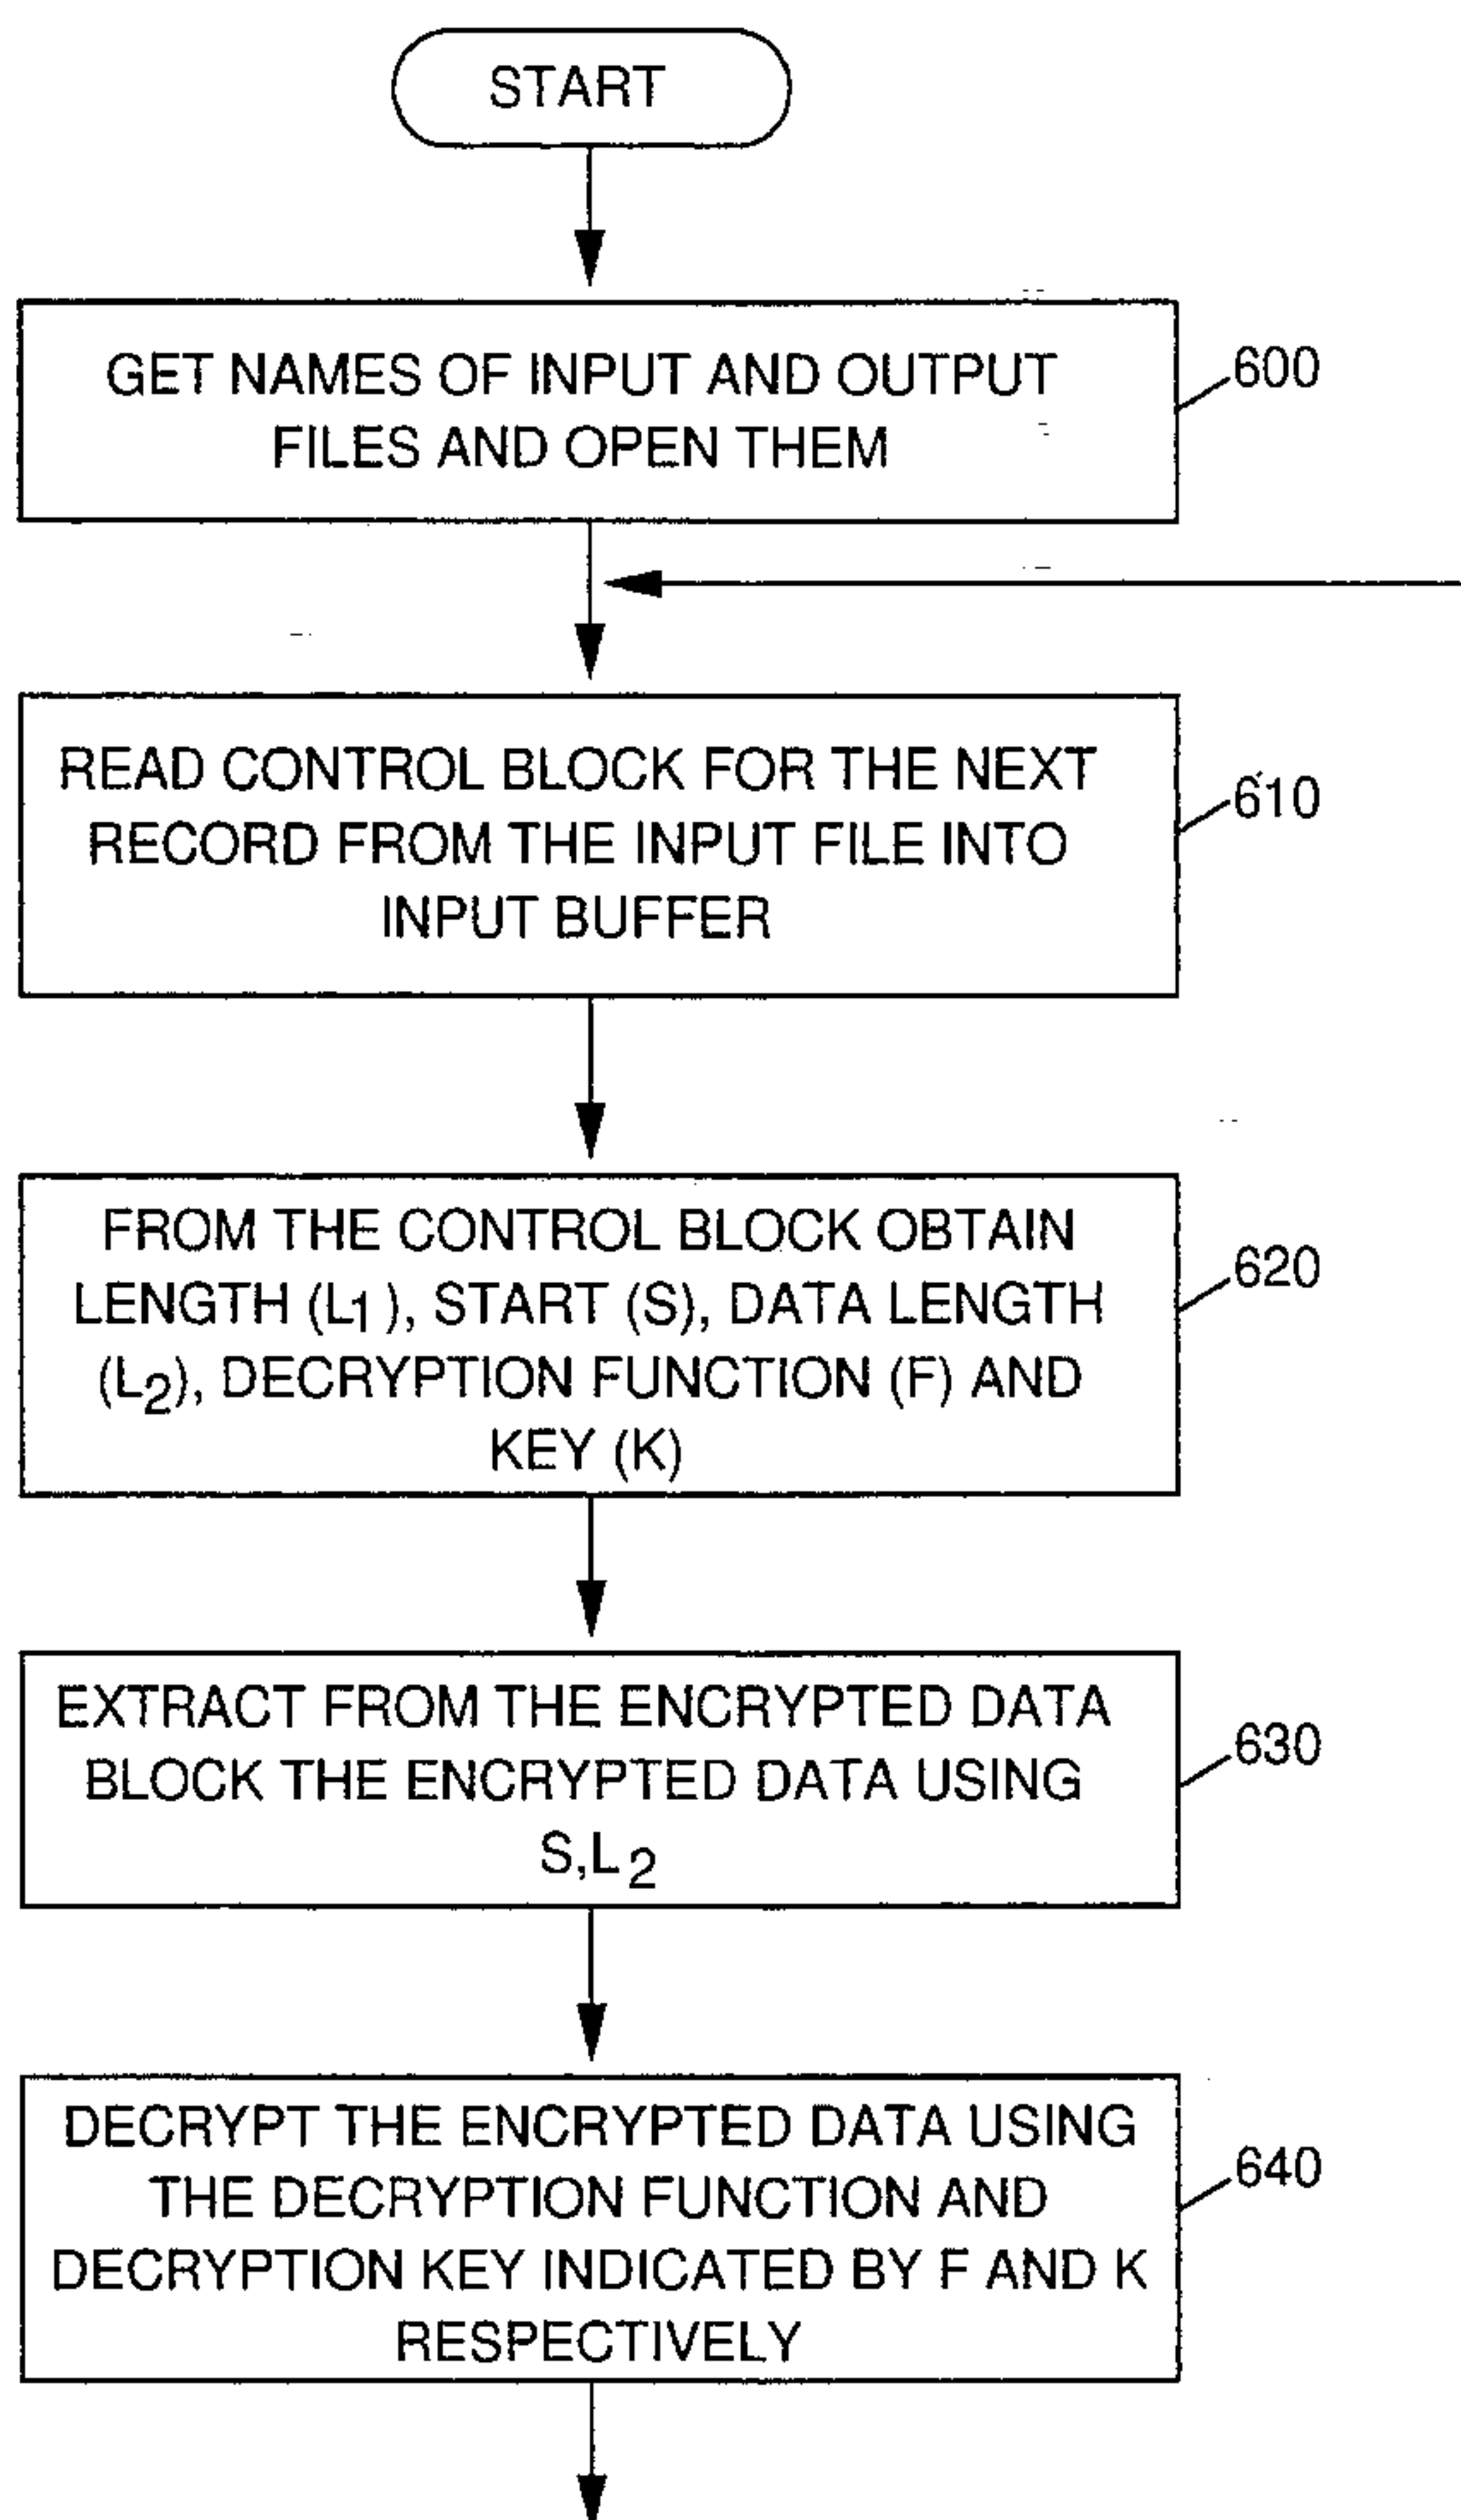 START
GET NAMES OF INPUT AND OUTPUT
FILES AND OPEN THEM
600
READ CONTROL BLOCK FOR THE NEXT
RECORD FROM THE INPUT FILE INTO
INPUT BUFFER
610
FROM THE CONTROL BLOCK OBTAIN
LENGTH (L1), START (S), DATA LENGTH
(L2), DECRYPTION FUNCTION (F) AND
KEY (K)
620
EXTRACT FROM THE ENCRYPTED DATA
BLOCK THE ENCRYPTED DATA USING
S,L2
630
DECRYPT THE ENCRYPTED DATA USING
THE DECRYPTION FUNCTION AND
DECRYPTION KEY INDICATED BY F AND K
RESPECTIVELY
640